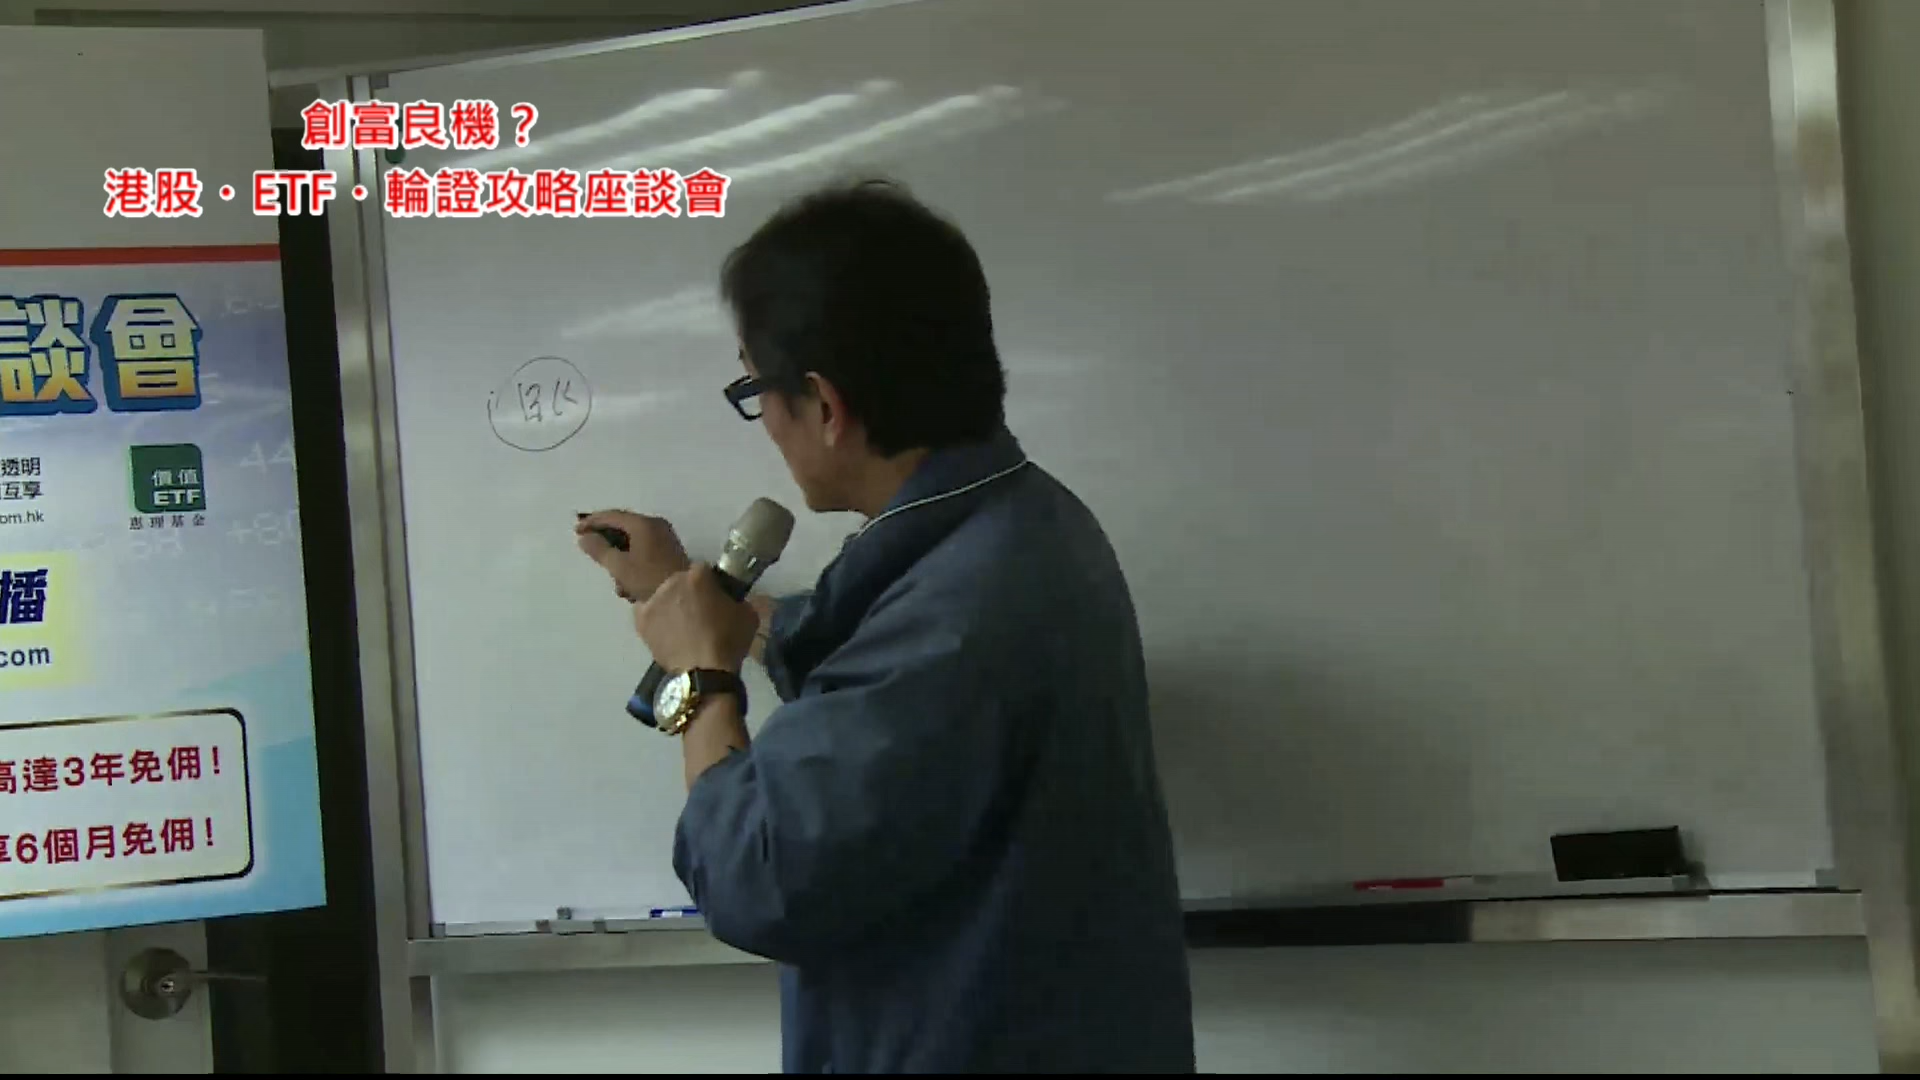 創富良機？
港股．ETF．輪證攻略座談會
談會
透明
互享
om.hk
價值
ETF
惠理基金
播
.com
高達3年免佣！
享6個月免佣！